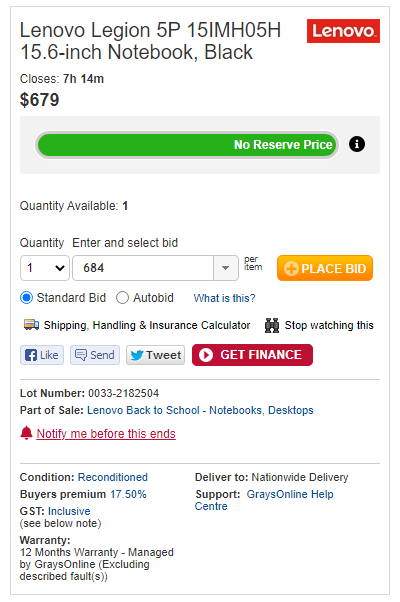 Lenovo Legion 5P 15IMH05H
15.6-inch Notebook, Black
Lenovo.
Closes: 7h 14m
$679
No Reserve Price
Quantity Available: 1
Quantity Enter and select bid
1 684 per item PLACE BID
Standard Bid Autobid What is this?
Shipping, Handling & Insurance Calculator Stop watching this
Like Send Tweet GET FINANCE
Lot Number: 0033-2182504
Part of Sale: Lenovo Back to School - Notebooks, Desktops
Notify me before this ends
Condition: Reconditioned
Buyers premium 17.50%
GST: Inclusive
(see below note)
Warranty:
12 Months Warranty - Managed
by GraysOnline (Excluding
described fault(s))
Deliver to: Nationwide Delivery
Support: GraysOnline Help
Centre